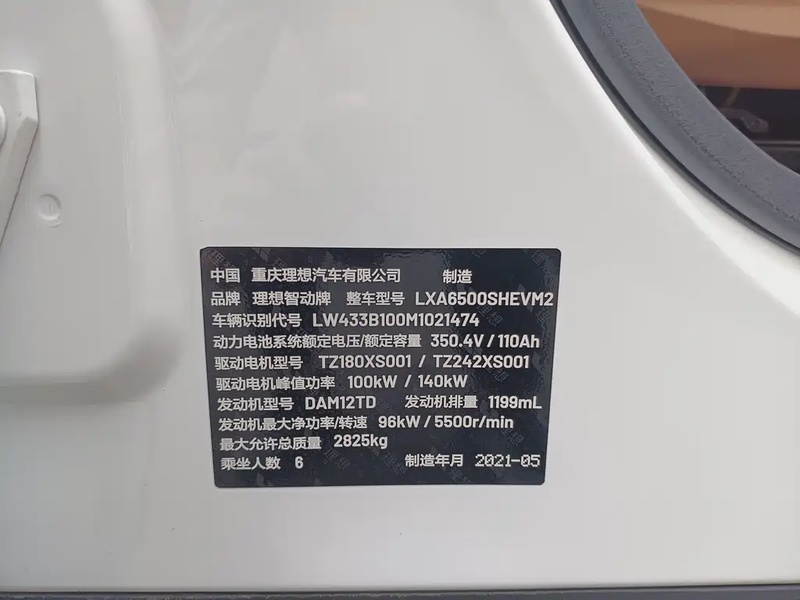 中国 重庆理想汽车有限公司 制造
品牌 理想智动牌 整车型号 LXA6500SHEVM2
车辆识别代号 LW433B100M1021474
动力电池系统额定电压/额定容量 350.4V / 110Ah
驱动电机型号 TZ180XS001 / TZ242XS001
驱动电机峰值功率 100kW / 140kW
发动机型号 DAM12TD 发动机排量 1199mL
发动机最大净功率/转速 96kW / 5500r/min
最大允许总质量 2825kg
乘坐人数 6 制造年月 2021-05